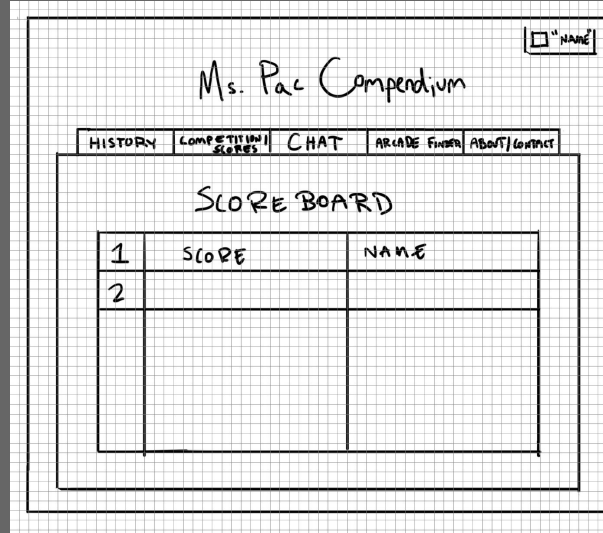 "NAME"
Ms. Pac Compendium
HISTORY
COMPETITION/
SCORES
CHAT
ARCADE FINDER
ABOUT/CONTACT
SCOREBOARD
1 SCORE NAME
2